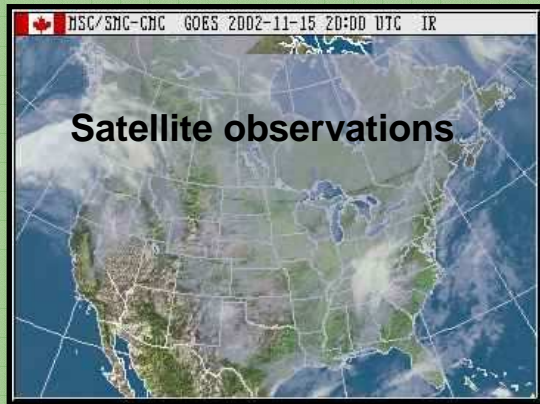 MSC/SMC-CMC GOES 2002-11-15 20:00 UTC IR
Satellite observations